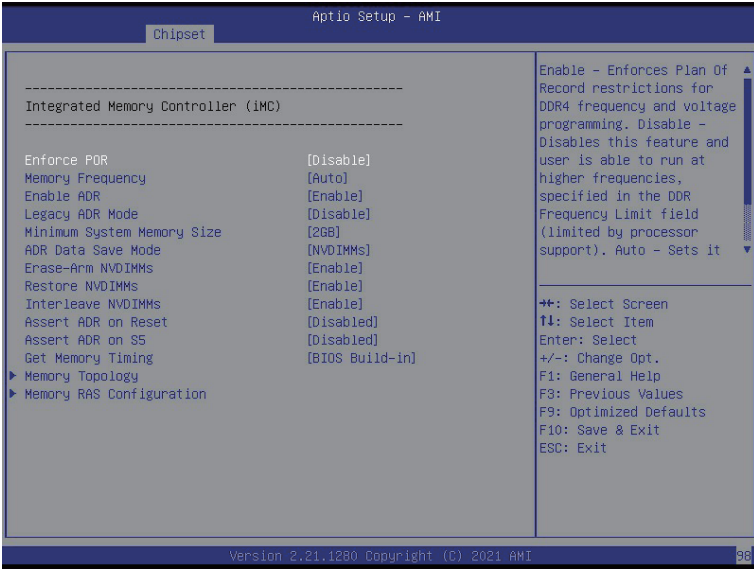 Aptio Setup – AMI
Chipset
Integrated Memory Controller (iMC)
Enforce POR [Disable]
Memory Frequency [Auto]
Enable ADR [Enable]
Legacy ADR Mode [Disable]
Minimum System Memory Size [2GB]
ADR Data Save Mode [NVDIMMs]
Erase-Arm NVDIMMs [Enable]
Restore NVDIMMs [Enable]
Interleave NVDIMMs [Enable]
Assert ADR on Reset [Disabled]
Assert ADR on S5 [Disabled]
Get Memory Timing [BIOS Build-in]
Memory Topology
Memory RAS Configuration
Enable – Enforces Plan Of
Record restrictions for
DDR4 frequency and voltage
programming. Disable –
Disables this feature and
user is able to run at
higher frequencies,
specified in the DDR
Frequency Limit field
(limited by processor
support). Auto – Sets it
→←: Select Screen
↑↓: Select Item
Enter: Select
+/-: Change Opt.
F1: General Help
F3: Previous Values
F9: Optimized Defaults
F10: Save & Exit
ESC: Exit
Version 2.21.1280 Copyright (C) 2021 AMI
98